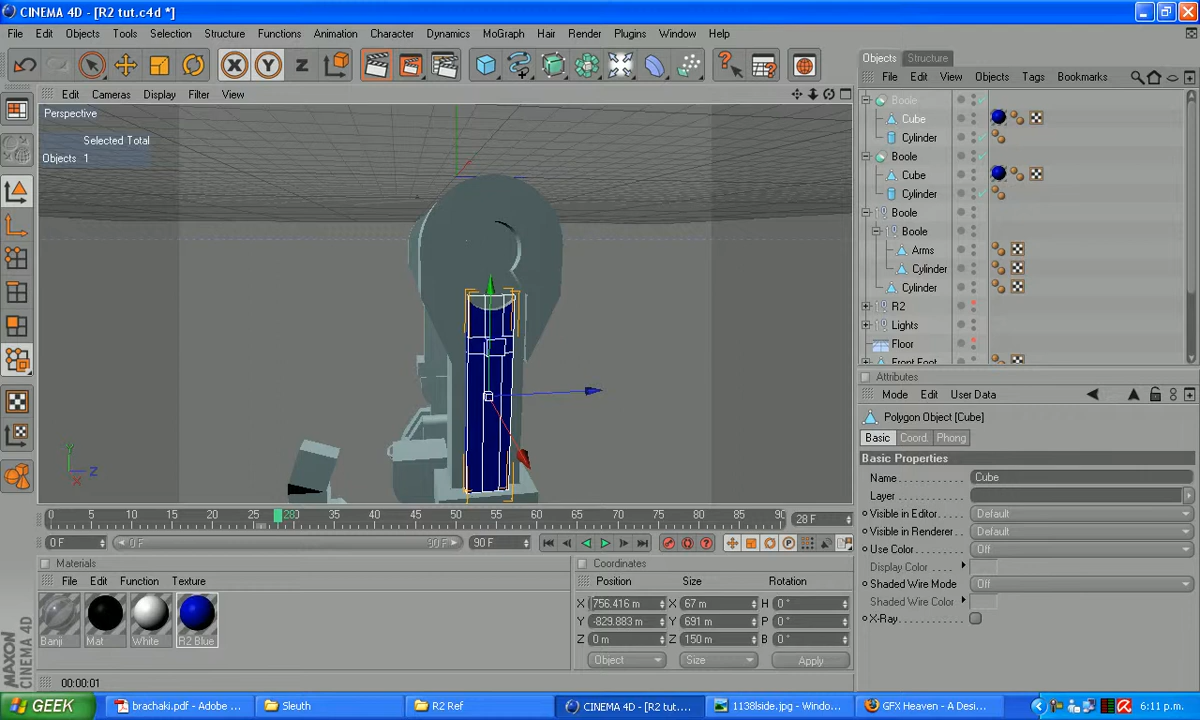 CINEMA 4D - [R2 tut.c4d *]
File Edit Objects Tools Selection Structure Functions Animation Character Dynamics MoGraph Hair Render Plugins Window Help
X Y Z
Edit Cameras Display Filter View
Perspective
Selected Total
Objects 1
Y Z X
Objects Structure
File Edit View Objects Tags Bookmarks
Boole
Cube
Cylinder
Boole
Cube
Cylinder
Boole
Boole
Arms
Cylinder
Cylinder
R2
Lights
Floor
Front Foot
Attributes
Mode Edit User Data
Polygon Object [Cube]
Basic Coord. Phong
Basic Properties
Name Cube
Layer
Visible in Editor Default
Visible in Renderer Default
Use Color Off
Display Color
Shaded Wire Mode Off
Shaded Wire Color
X-Ray
0 5 10 15 20 25 280 35 40 45 50 55 60 65 70 75 80 85 90 28 F
0 F 0 F 90 F 90 F
Materials
File Edit Function Texture
Banji Mat White R2 Blue
Coordinates
Position Size Rotation
X 756.416 m X 67 m H 0 °
Y -829.883 m Y 691 m P 0 °
Z 0 m Z 150 m B 0 °
Object Size Apply
MAXON
CINEMA 4D
00:00:01
GEEK brachaki.pdf - Adobe ... Sleuth R2 Ref CINEMA 4D - [R2 tut.... 1138lside.jpg - Windo... GFX Heaven - A Desi... 6:11 p.m.